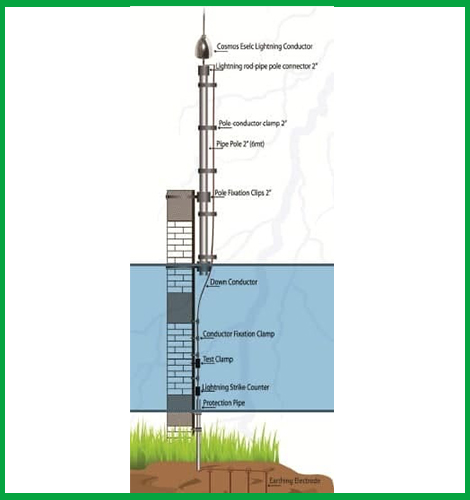 Cosmos Eselc Lightning Conductor
Lightning rod-pipe pole connector 2"
Pole-conductor clamp 2"
Pipe Pole 2" (6mt)
Pole Fixation Clips 2"
Down Conductor
Conductor Fixation Clamp
Test Clamp
Lightning Strike Counter
Protection Pipe
Earthing Electrode